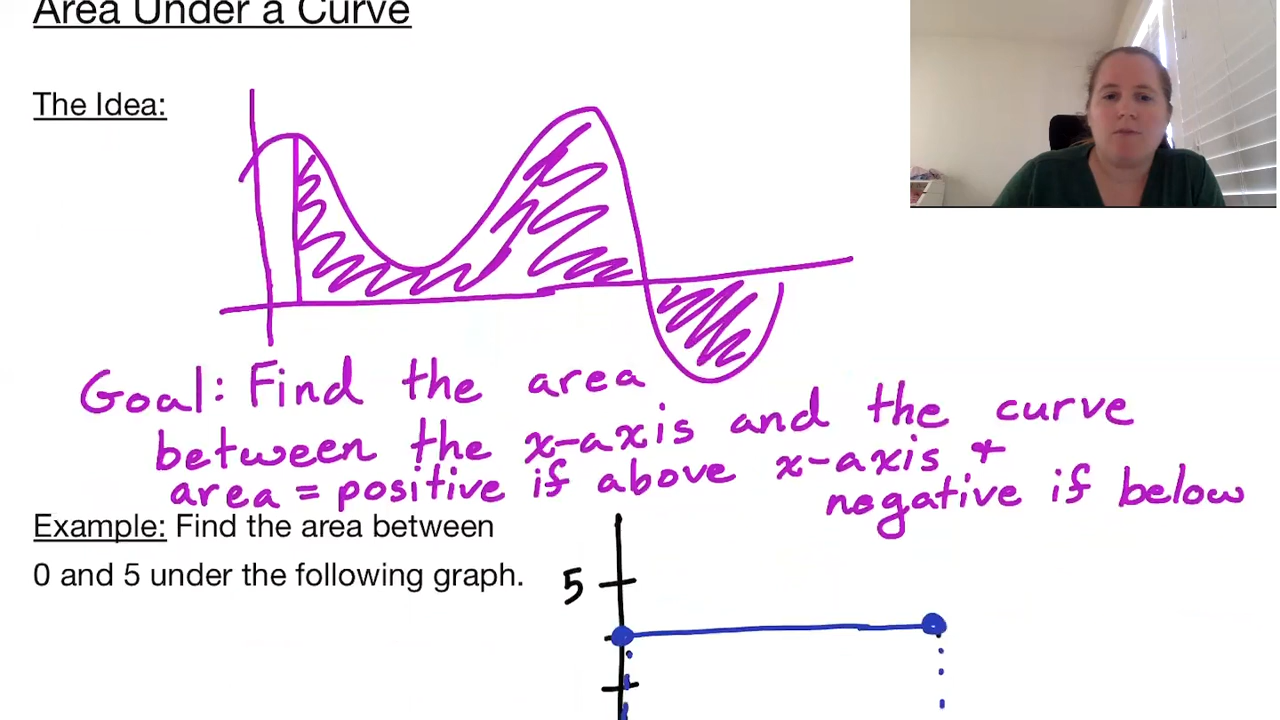 Area Under a Curve
The Idea:
Goal: Find the area
between the x-axis and the curve
area = positive if above x-axis +
negative if below
Example: Find the area between
0 and 5 under the following graph.
5